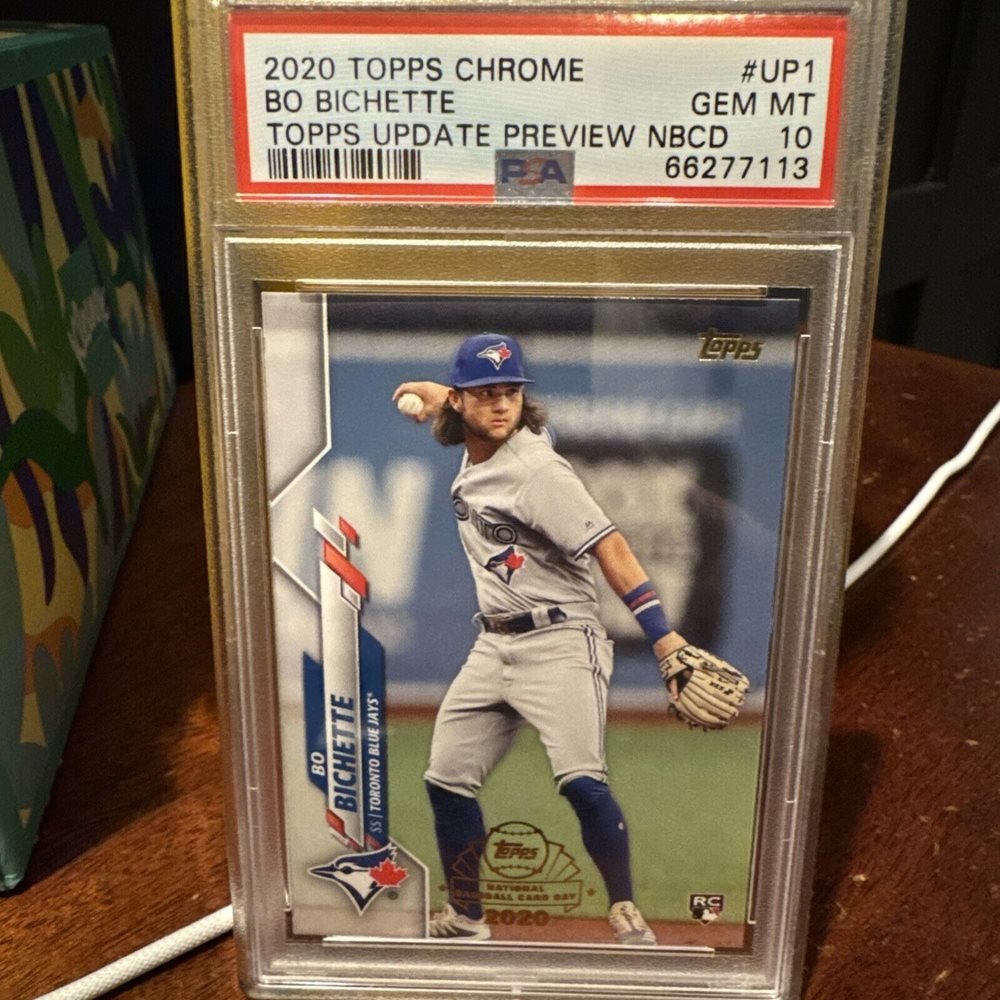 2020 TOPPS CHROME #UP1
BO BICHETTE GEM MT
TOPPS UPDATE PREVIEW NBCD 10
PSA 66277113
Topps
BO
BICHETTE
SS | TORONTO BLUE JAYS®
Topps
NATIONAL
BASEBALL CARD DAY
2020
RC